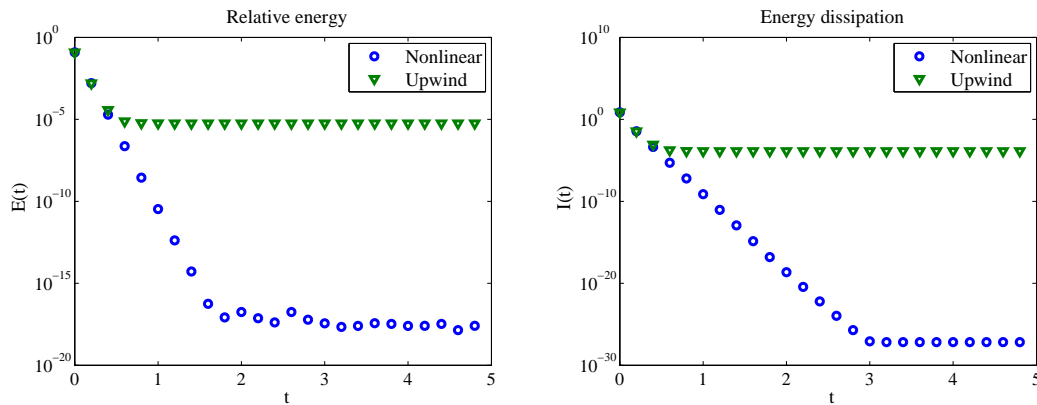 Relative energy
10^0
10^-5
10^-10
10^-15
10^-20
E(t)
0 1 2 3 4 5
t
Nonlinear
Upwind
Energy dissipation
10^10
10^0
10^-10
10^-20
10^-30
I(t)
0 1 2 3 4 5
t
Nonlinear
Upwind